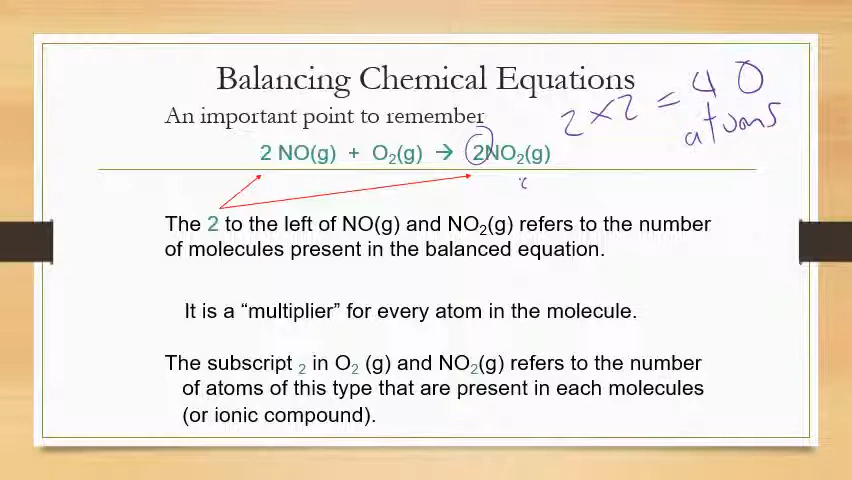 Balancing Chemical Equations
An important point to remember
2 × 2 = 4 O
atoms
2 NO(g) + O₂(g) → 2NO₂(g)
The 2 to the left of NO(g) and NO₂(g) refers to the number
of molecules present in the balanced equation.
It is a “multiplier” for every atom in the molecule.
The subscript ₂ in O₂ (g) and NO₂(g) refers to the number
of atoms of this type that are present in each molecules
(or ionic compound).